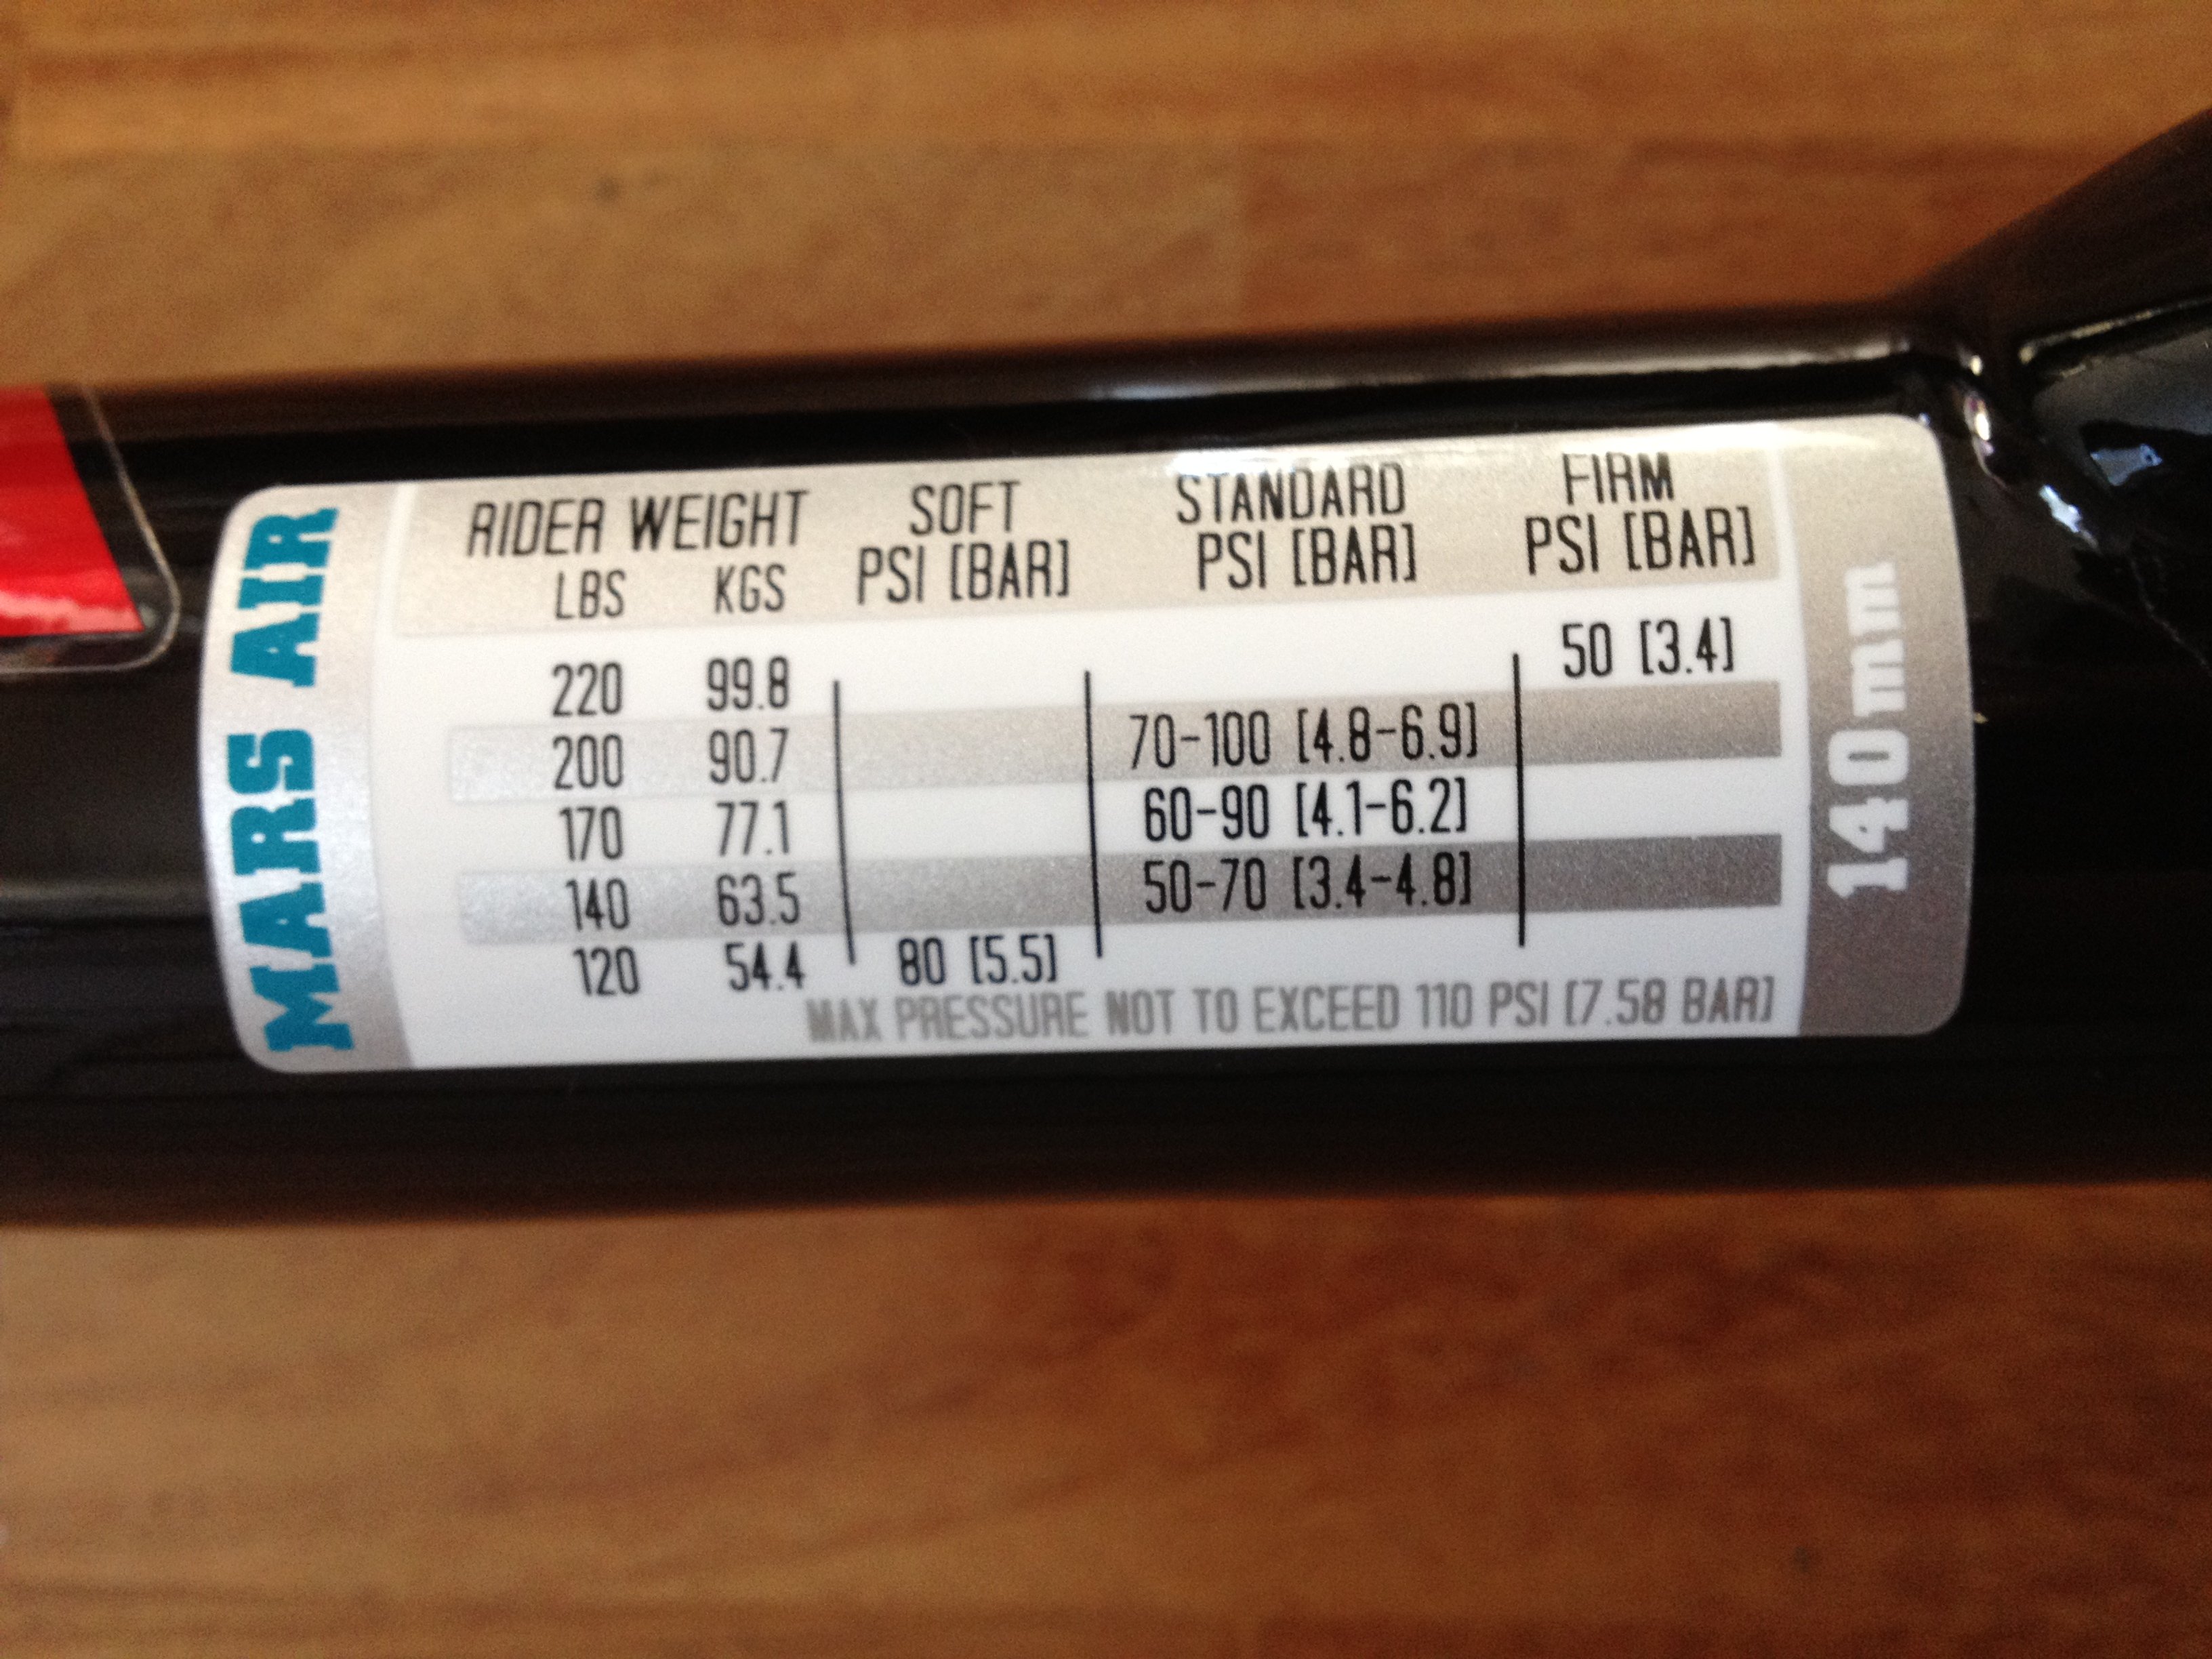 MARS AIR
RIDER WEIGHT SOFT STANDARD FIRM
LBS KGS PSI [BAR] PSI [BAR] PSI [BAR]
220 99.8 50 [3.4]
200 90.7 70-100 [4.8-6.9]
170 77.1 60-90 [4.1-6.2]
140 63.5 50-70 [3.4-4.8]
120 54.4 80 [5.5]
MAX PRESSURE NOT TO EXCEED 110 PSI [7.58 BAR]
140mm